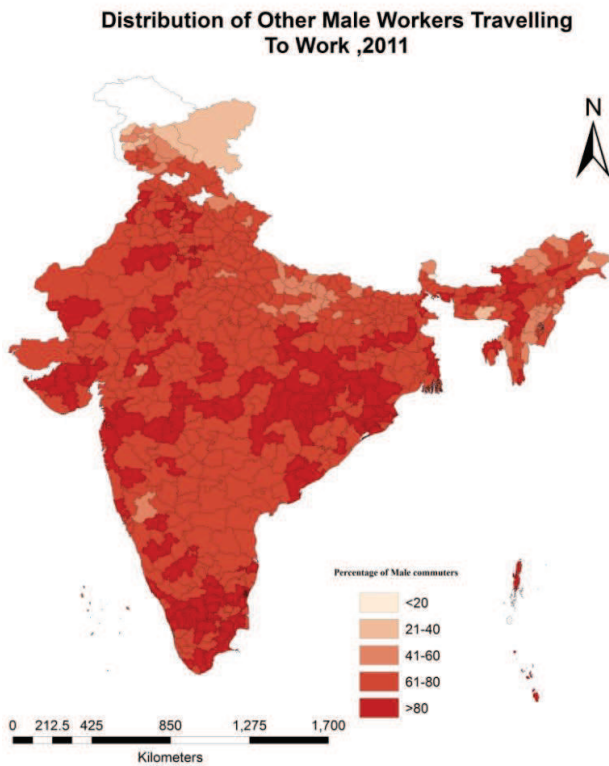 Distribution of Other Male Workers Travelling
To Work ,2011
N
Percentage of Male commuters
<20
21-40
41-60
61-80
>80
0 212.5 425 850 1,275 1,700
Kilometers